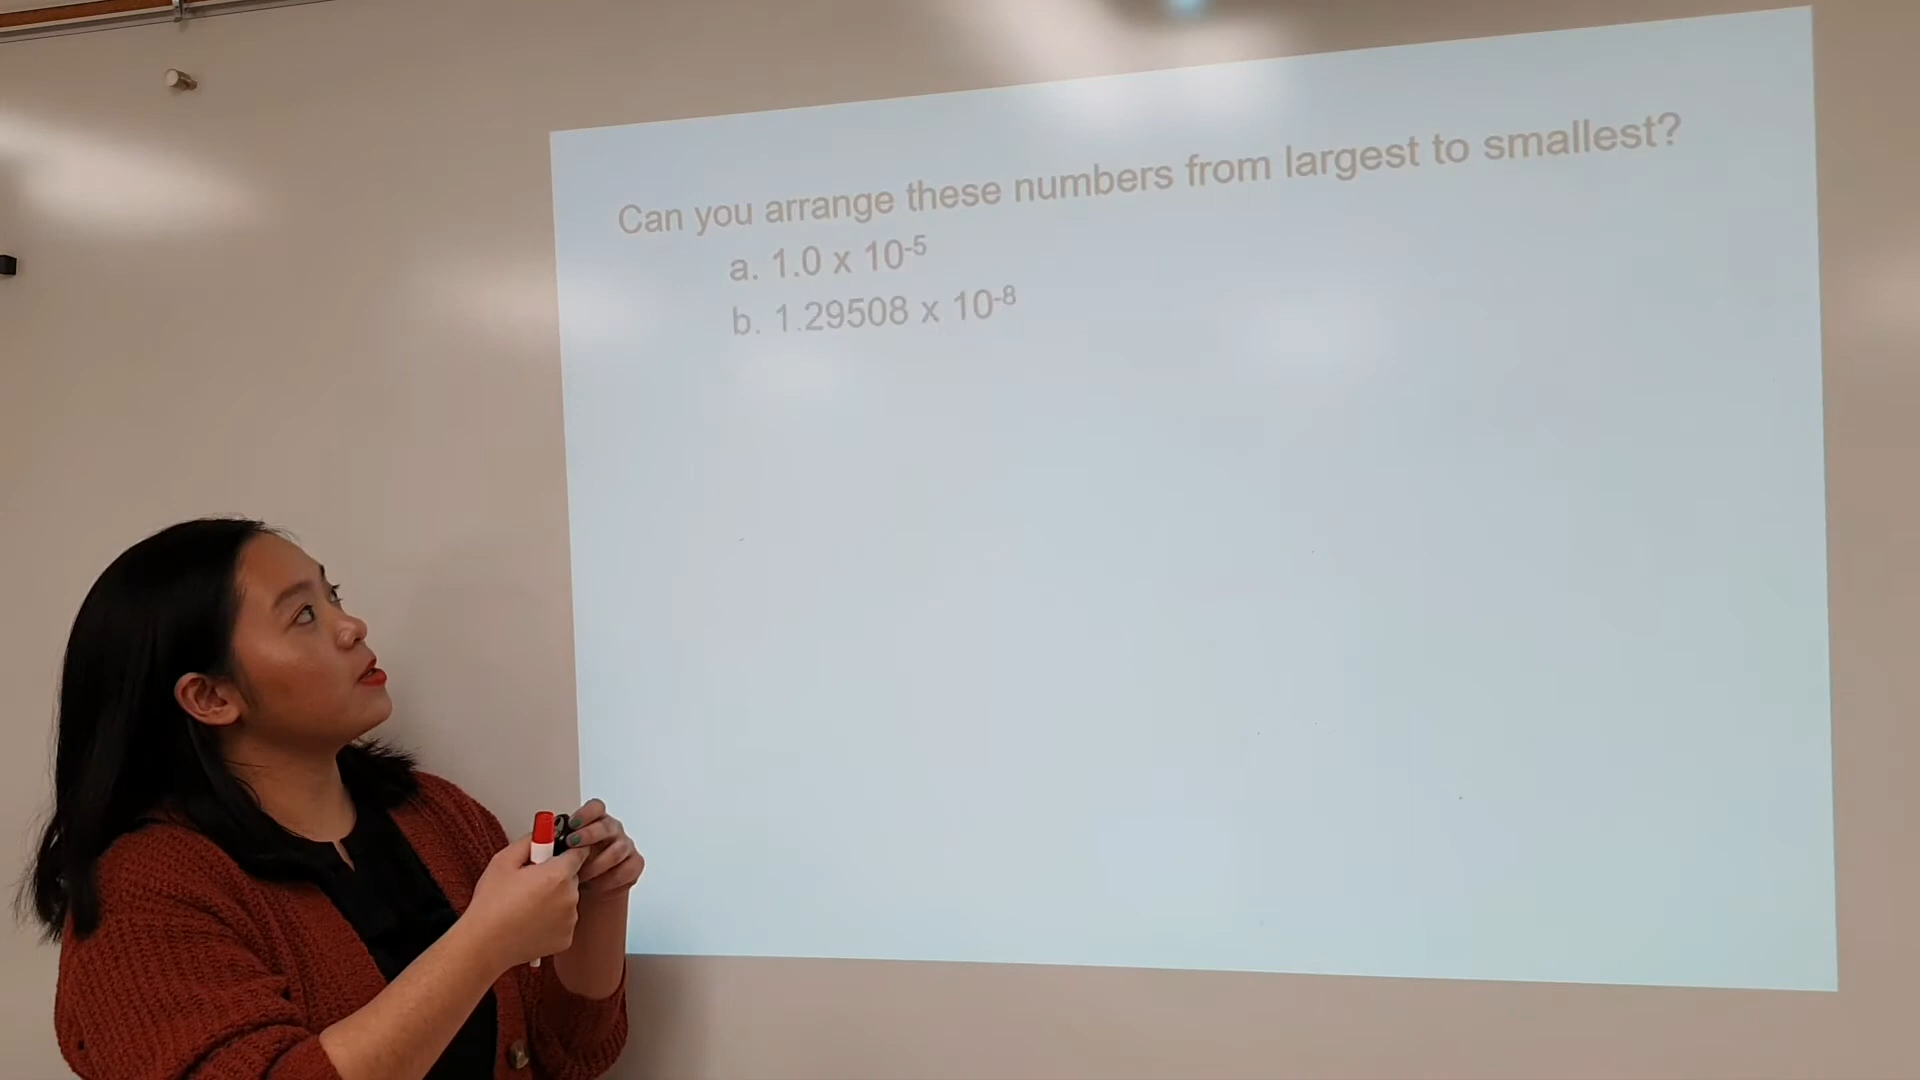 Can you arrange these numbers from largest to smallest?
a. 1.0 x 10⁻⁵
b. 1.29508 x 10⁻⁸